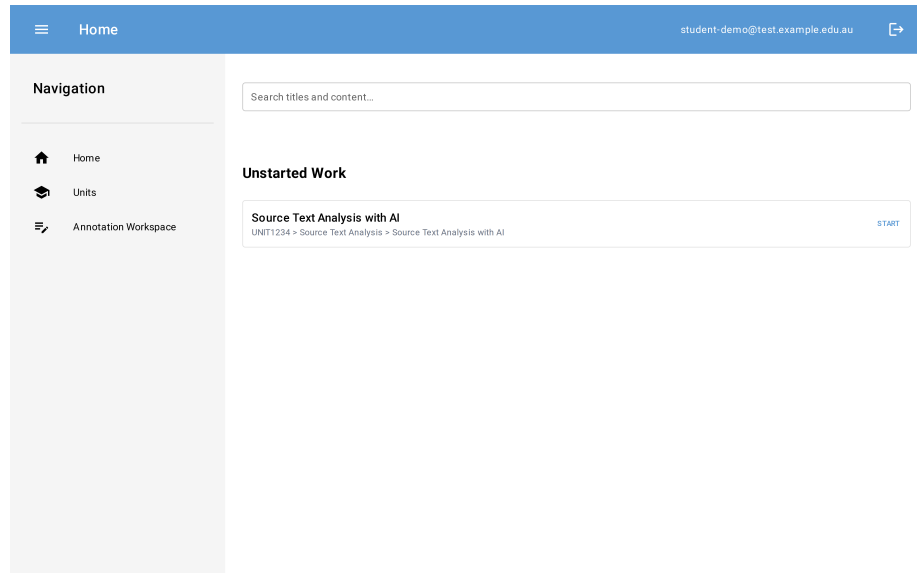 Home
student-demo@test.example.edu.au
Navigation
Home
Units
Annotation Workspace
Search titles and content...
Unstarted Work
Source Text Analysis with AI
UNIT1234 > Source Text Analysis > Source Text Analysis with AI
START